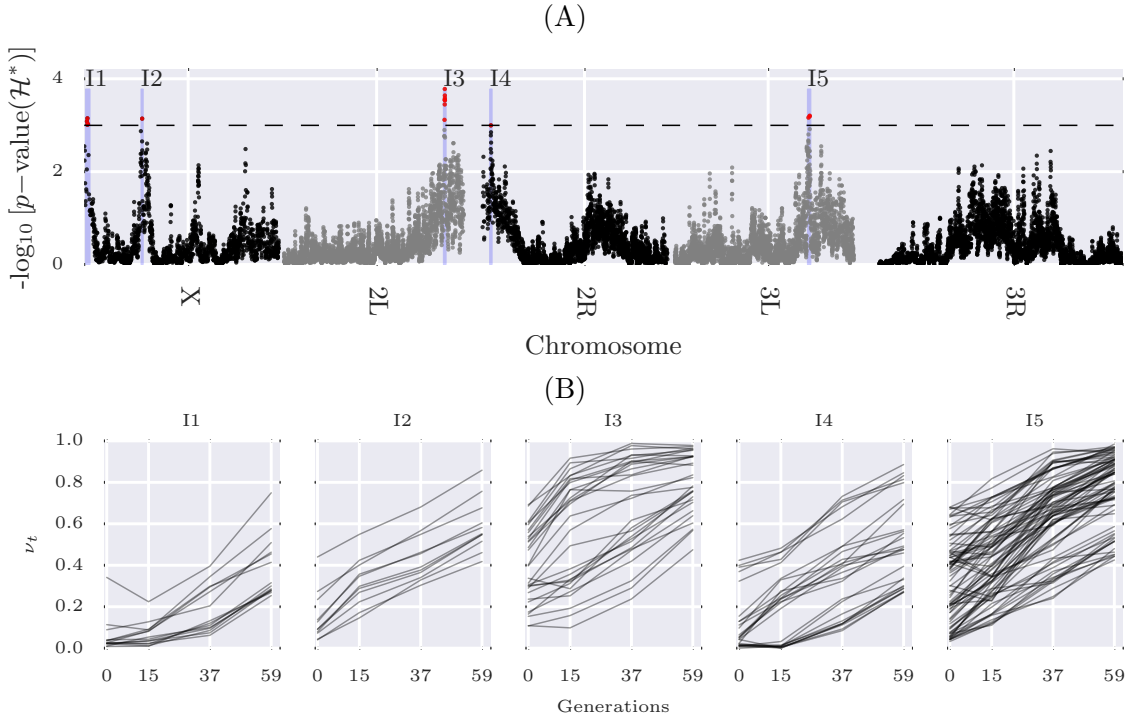 (A)
-log10 [p−value(ℋ*)]
4
2
0
I1 I2 I3 I4 I5
X 2L 2R 3L 3R
Chromosome
(B)
I1 I2 I3 I4 I5
ν_t
1.0
0.8
0.6
0.4
0.2
0.0
0 15 37 59 0 15 37 59 0 15 37 59 0 15 37 59 0 15 37 59
Generations